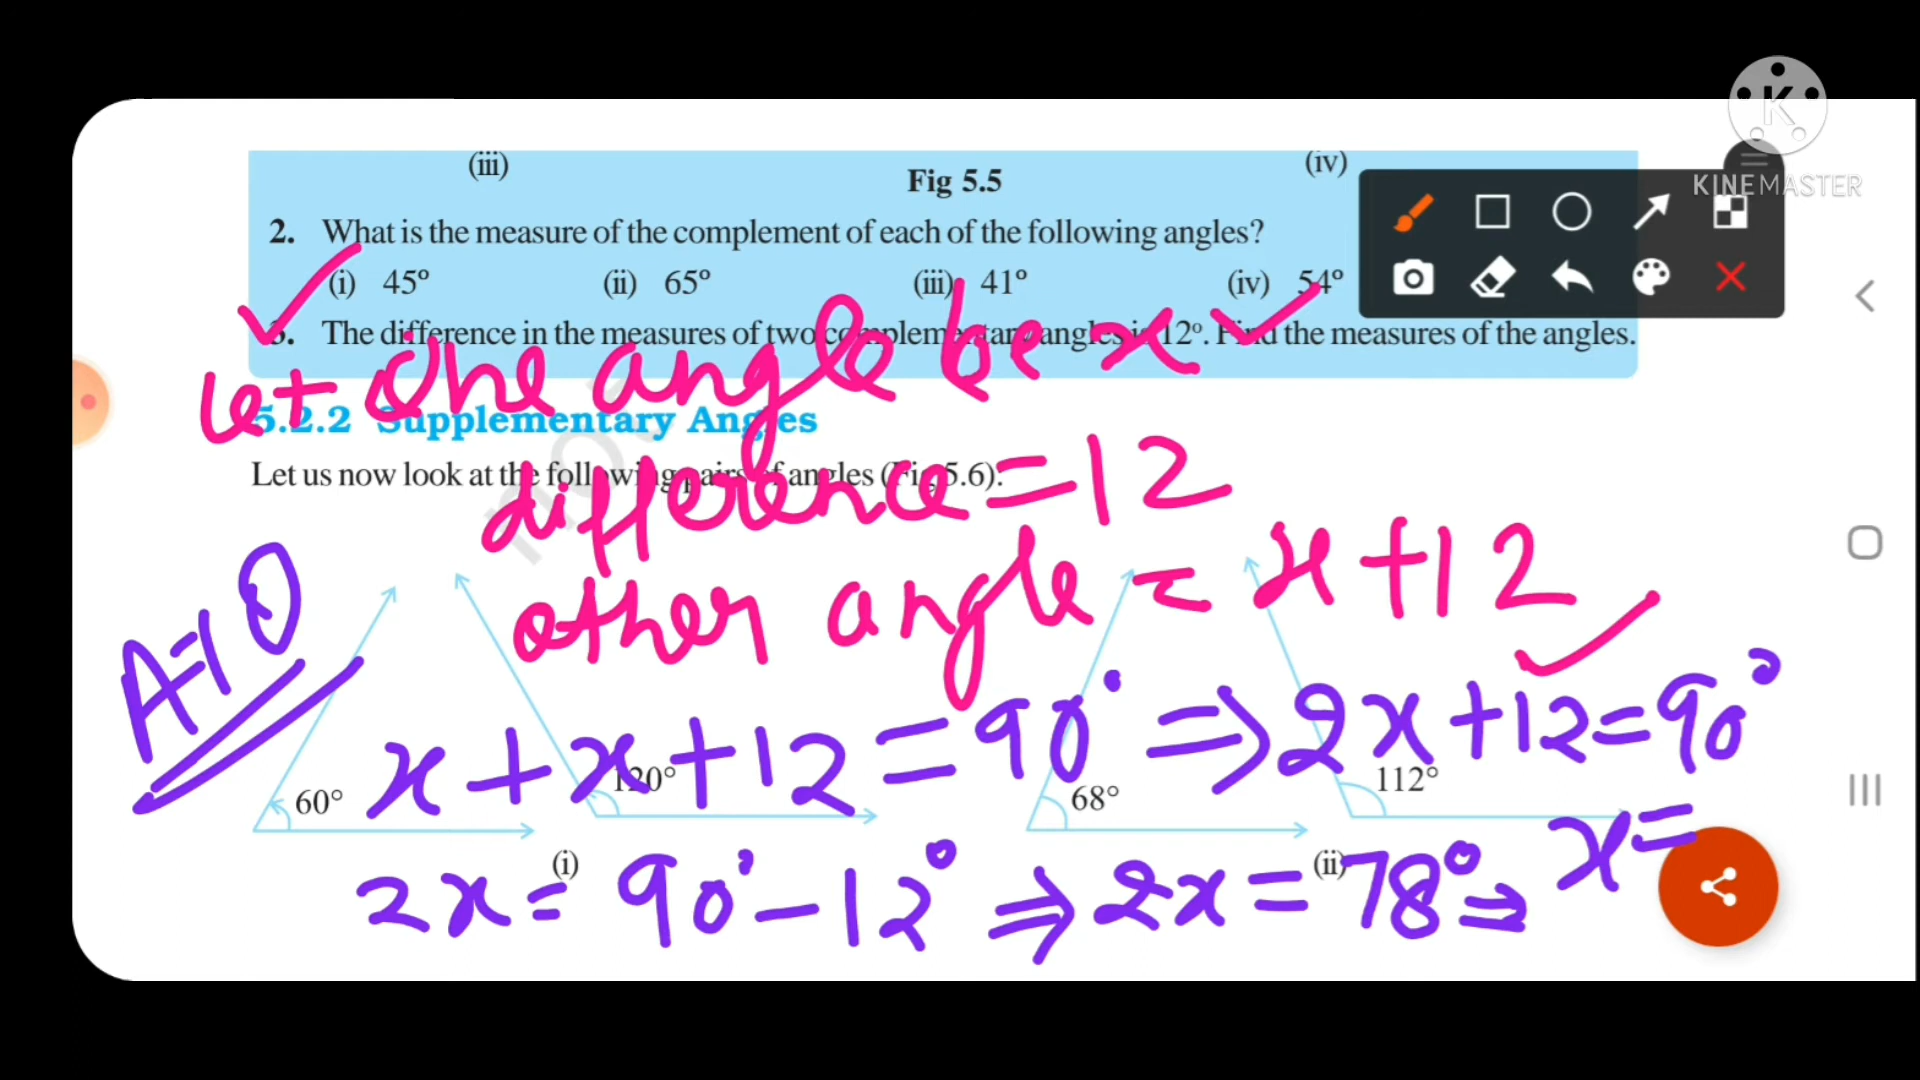 KINEMASTER
(iii) (iv)
Fig 5.5
2. What is the measure of the complement of each of the following angles?
(i) 45° (ii) 65° (iii) 41° (iv) 54°
3. The difference in the measures of two complementary angles is 12°. Find the measures of the angles.
Let one angle be x
5.2.2 Supplementary Angles
Let us now look at the following pairs of angles (Fig 5.6):
difference = 12
other angle = x + 12
x + x + 12 = 90° ⇒ 2x + 12 = 90°
60° 120° 68° 112°
(i) (ii)
2x = 90° − 12° ⇒ 2x = 78° ⇒ x =